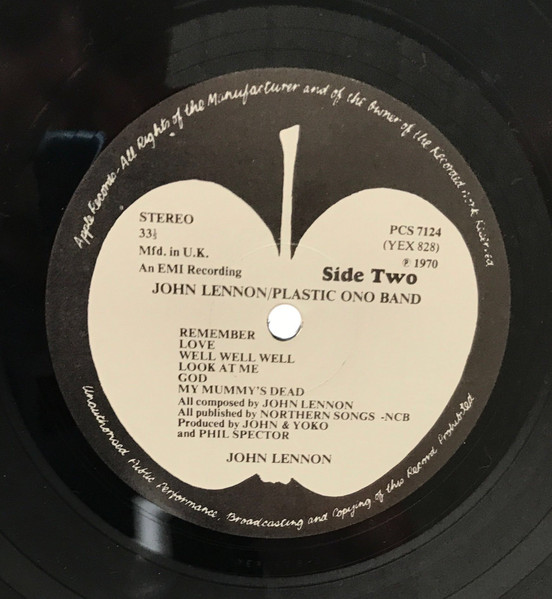 Apple Records-All Rights of the Manufacturer and of the Owner of the Recorded Work Reserved
STEREO
33⅓
Mfd. in U.K.
An EMI Recording
PCS 7124
(YEX 828)
℗ 1970
Side Two
JOHN LENNON/PLASTIC ONO BAND
REMEMBER
LOVE
WELL WELL WELL
LOOK AT ME
GOD
MY MUMMY'S DEAD
All composed by JOHN LENNON
All published by NORTHERN SONGS -NCB
Produced by JOHN & YOKO
and PHIL SPECTOR
JOHN LENNON
Unauthorised Public Performance, Broadcasting and Copying of this Record Prohibited